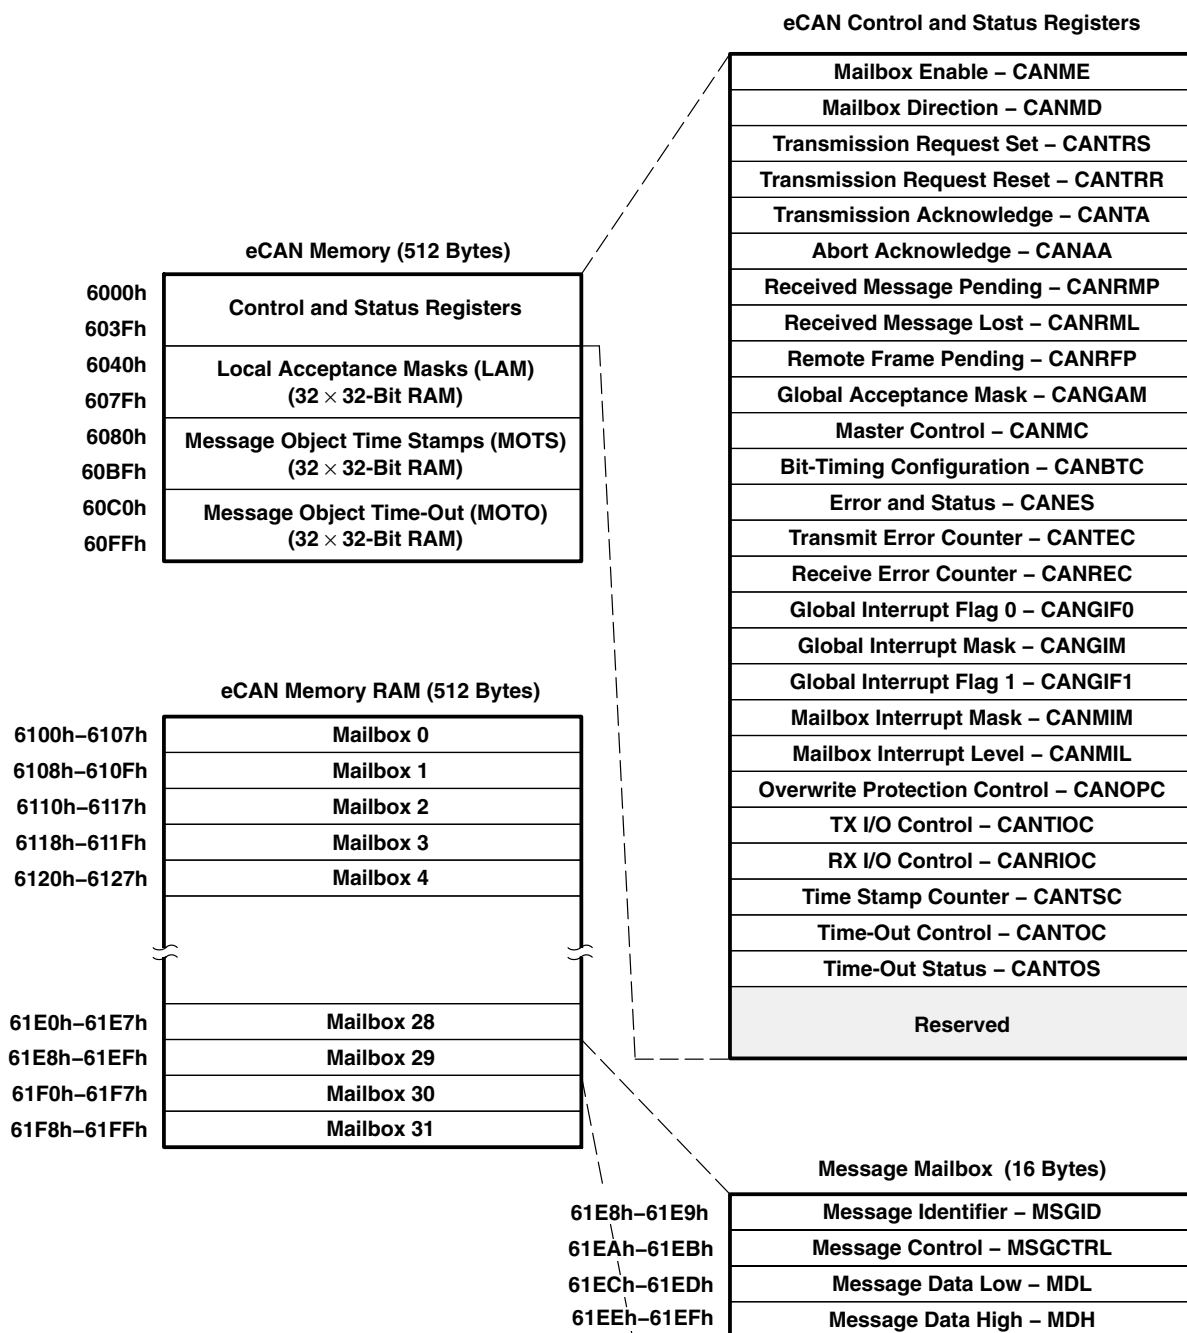 eCAN Control and Status Registers
Mailbox Enable – CANME
Mailbox Direction – CANMD
Transmission Request Set – CANTRS
Transmission Request Reset – CANTRR
Transmission Acknowledge – CANTA
Abort Acknowledge – CANAA
Received Message Pending – CANRMP
Received Message Lost – CANRML
Remote Frame Pending – CANRFP
Global Acceptance Mask – CANGAM
Master Control – CANMC
Bit-Timing Configuration – CANBTC
Error and Status – CANES
Transmit Error Counter – CANTEC
Receive Error Counter – CANREC
Global Interrupt Flag 0 – CANGIF0
Global Interrupt Mask – CANGIM
Global Interrupt Flag 1 – CANGIF1
Mailbox Interrupt Mask – CANMIM
Mailbox Interrupt Level – CANMIL
Overwrite Protection Control – CANOPC
TX I/O Control – CANTIOC
RX I/O Control – CANRIOC
Time Stamp Counter – CANTSC
Time-Out Control – CANTOC
Time-Out Status – CANTOS
Reserved
eCAN Memory (512 Bytes)
6000h
Control and Status Registers
603Fh
6040h
Local Acceptance Masks (LAM)
(32 × 32-Bit RAM)
607Fh
6080h
Message Object Time Stamps (MOTS)
(32 × 32-Bit RAM)
60BFh
60C0h
Message Object Time-Out (MOTO)
(32 × 32-Bit RAM)
60FFh
eCAN Memory RAM (512 Bytes)
6100h–6107h Mailbox 0
6108h–610Fh Mailbox 1
6110h–6117h Mailbox 2
6118h–611Fh Mailbox 3
6120h–6127h Mailbox 4
61E0h–61E7h Mailbox 28
61E8h–61EFh Mailbox 29
61F0h–61F7h Mailbox 30
61F8h–61FFh Mailbox 31
Message Mailbox (16 Bytes)
61E8h–61E9h Message Identifier – MSGID
61EAh–61EBh Message Control – MSGCTRL
61ECh–61EDh Message Data Low – MDL
61EEh–61EFh Message Data High – MDH